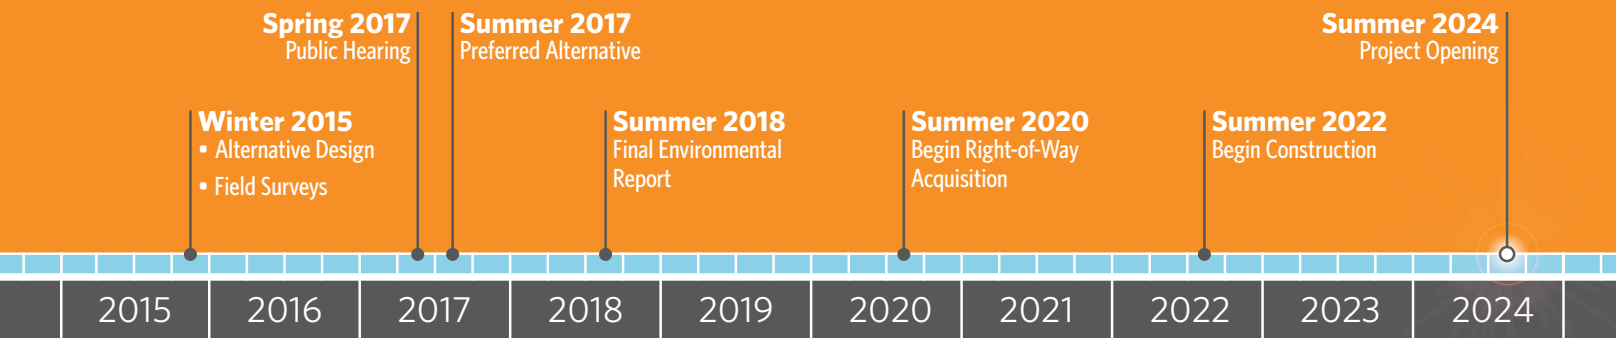 Spring 2017
Public Hearing
Summer 2017
Preferred Alternative
Summer 2024
Project Opening
Winter 2015
• Alternative Design
• Field Surveys
Summer 2018
Final Environmental
Report
Summer 2020
Begin Right-of-Way
Acquisition
Summer 2022
Begin Construction
2015
2016
2017
2018
2019
2020
2021
2022
2023
2024